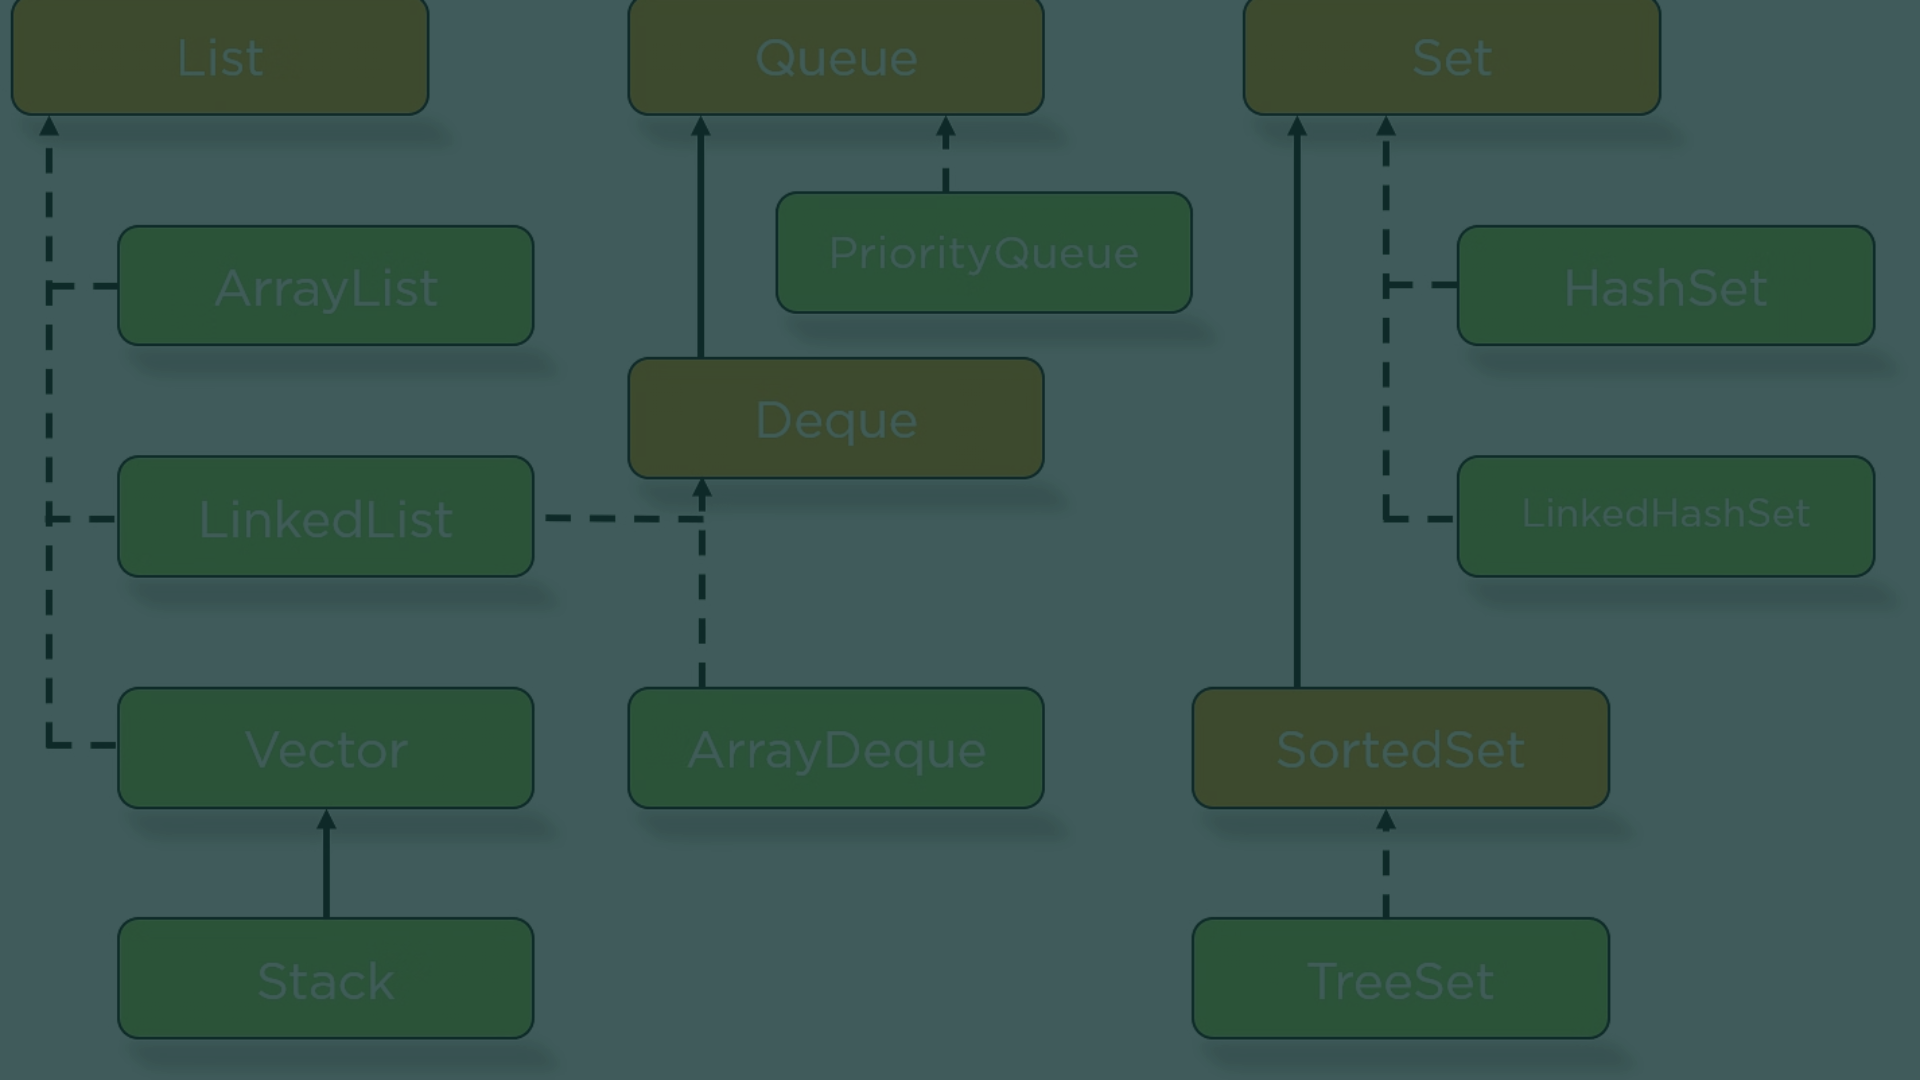 List
Queue
Set
PriorityQueue
ArrayList
HashSet
Deque
LinkedList
LinkedHashSet
Vector
ArrayDeque
SortedSet
Stack
TreeSet